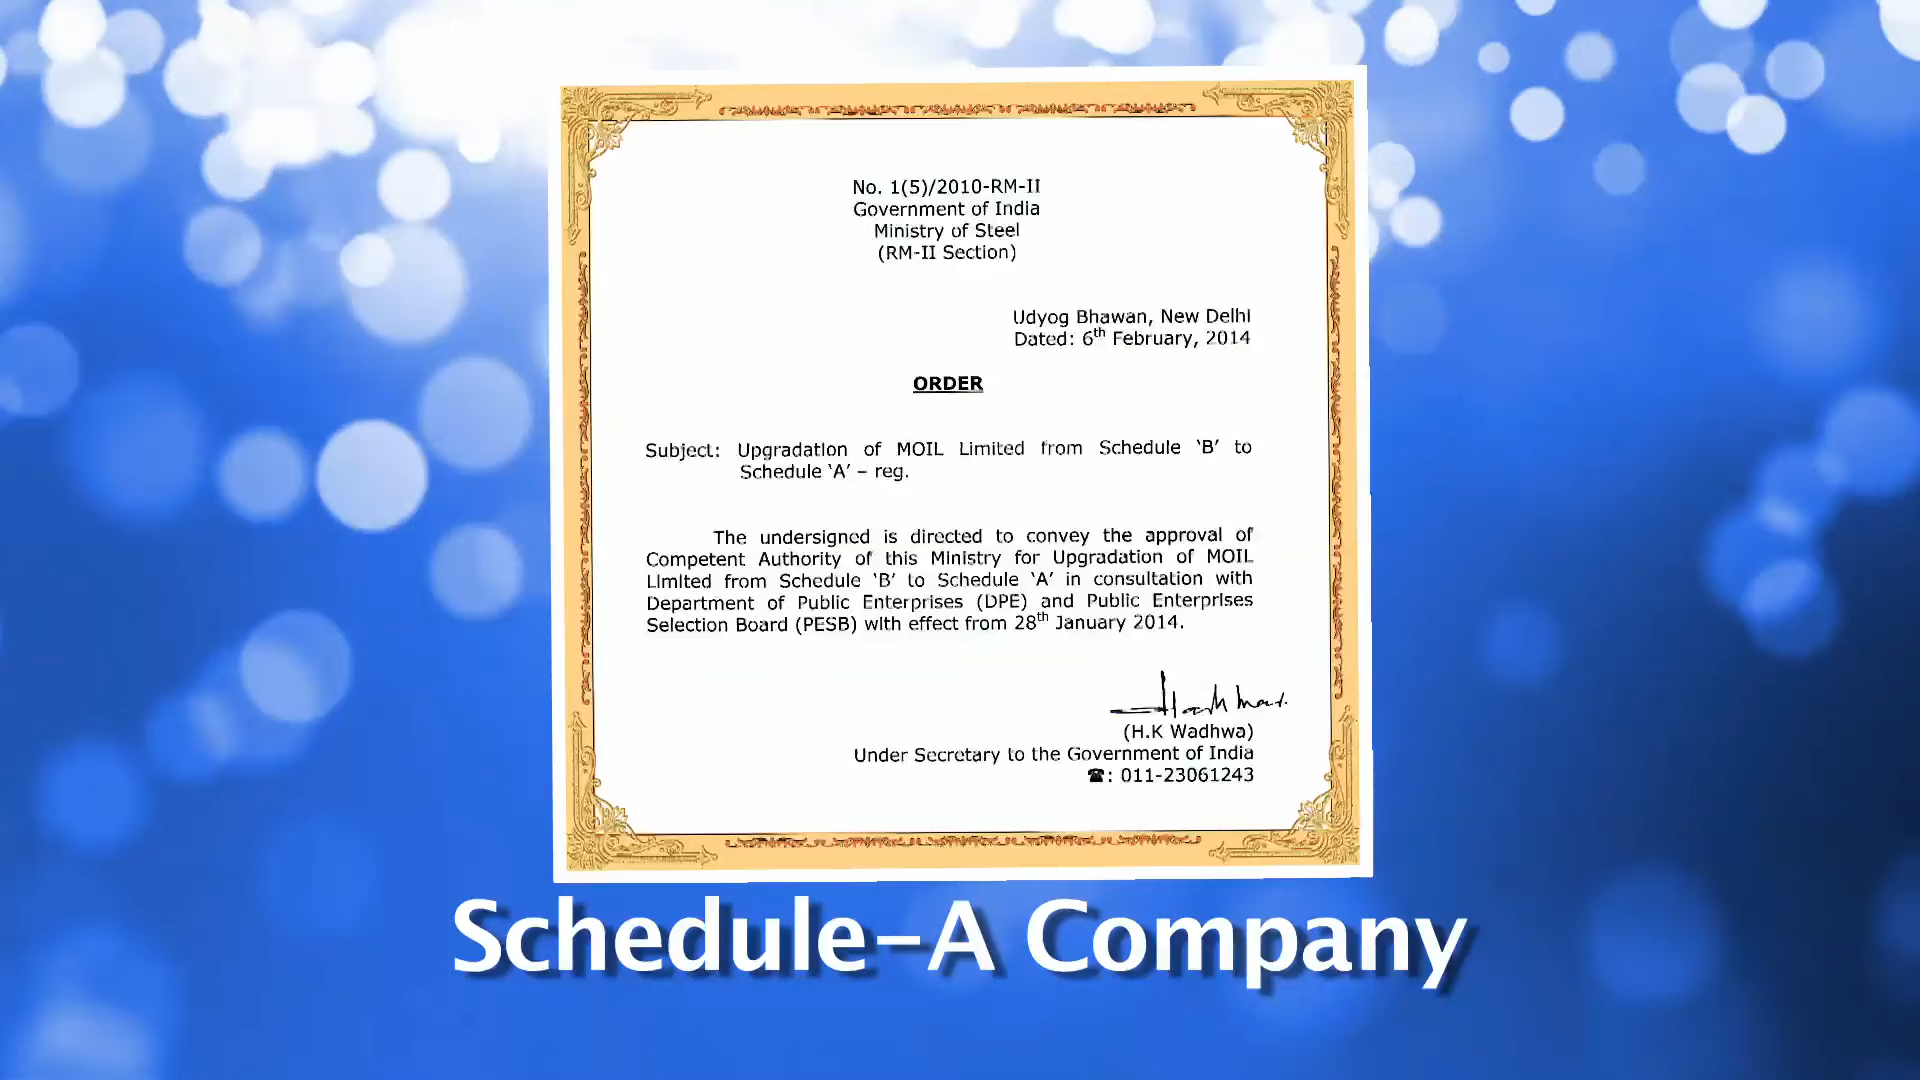 No. 1(5)/2010-RM-II
Government of India
Ministry of Steel
(RM-II Section)
Udyog Bhawan, New Delhi
Dated: 6th February, 2014
ORDER
Subject: Upgradation of MOIL Limited from Schedule ‘B’ to
Schedule ‘A’ – reg.
The undersigned is directed to convey the approval of
Competent Authority of this Ministry for Upgradation of MOIL
Limited from Schedule ‘B’ to Schedule ‘A’ in consultation with
Department of Public Enterprises (DPE) and Public Enterprises
Selection Board (PESB) with effect from 28th January 2014.
(H.K Wadhwa)
Under Secretary to the Government of India
☎: 011-23061243
Schedule-A Company